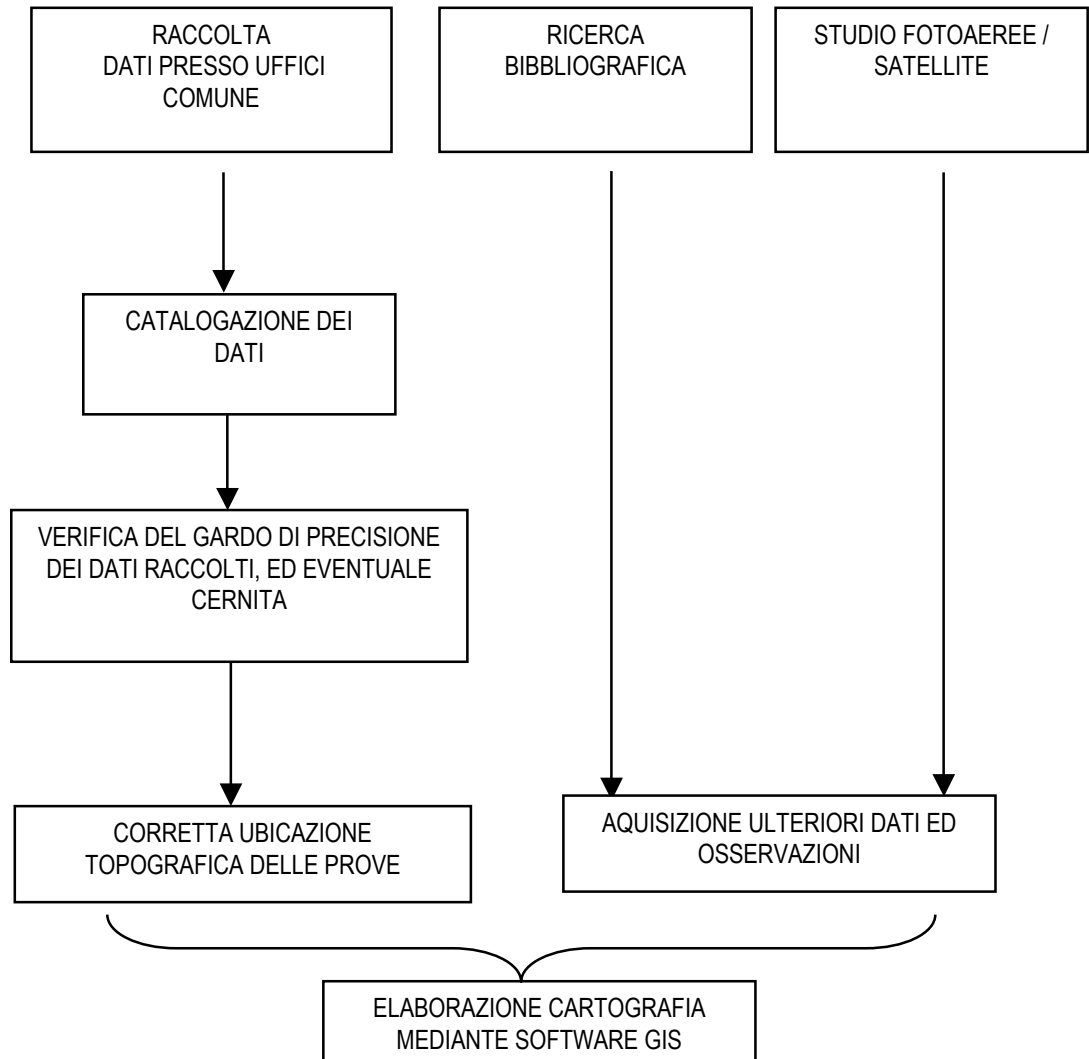 RACCOLTA
DATI PRESSO UFFICI
COMUNE
RICERCA
BIBBLIOGRAFICA
STUDIO FOTOAEREE /
SATELLITE
CATALOGAZIONE DEI
DATI
VERIFICA DEL GARDO DI PRECISIONE
DEI DATI RACCOLTI, ED EVENTUALE
CERNITA
CORRETTA UBICAZIONE
TOPOGRAFICA DELLE PROVE
AQUISIZIONE ULTERIORI DATI ED
OSSERVAZIONI
ELABORAZIONE CARTOGRAFIA
MEDIANTE SOFTWARE GIS